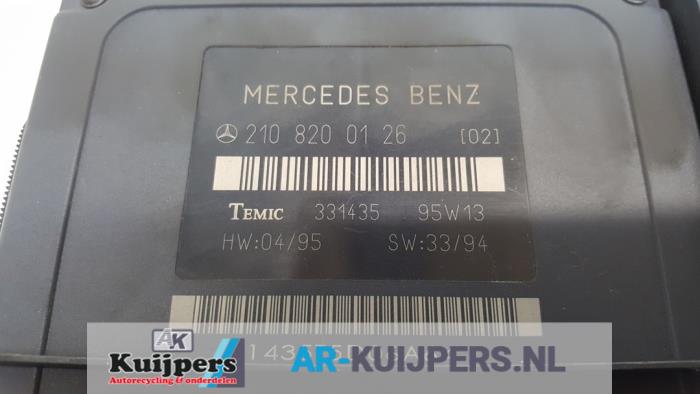 MERCEDES BENZ
210 820 01 26 [02]
TEMIC 331435 95W13
HW:04/95 SW:33/94
AK
Kuijpers
Autorecycling & onderdelen
AR-KUIJPERS.NL